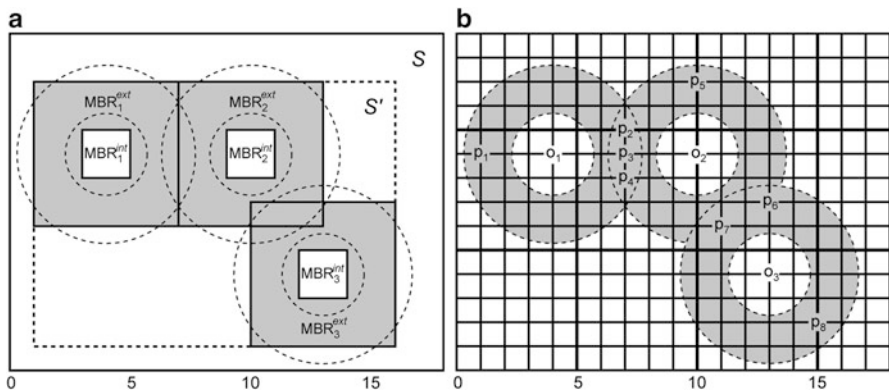 a
S
MBR₁ᵉˣᵗ
MBR₂ᵉˣᵗ
S'
MBR₁ⁱⁿᵗ
MBR₂ⁱⁿᵗ
MBR₃ⁱⁿᵗ
MBR₃ᵉˣᵗ
0 5 10 15
b
p₅
p₂
p₁ o₁ p₃ o₂
p₄
p₆
p₇
o₃
p₈
0 5 10 15